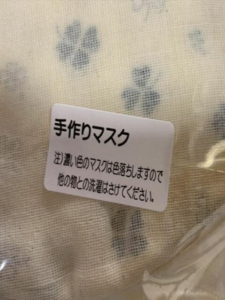 手作りマスク
注)濃い色のマスクは色落ちしますので
他の物との洗濯はさけてください。